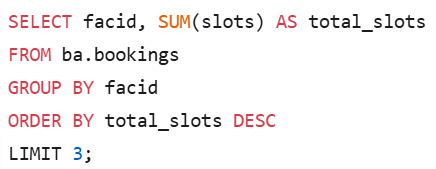 SELECT facid, SUM(slots) AS total_slots
FROM ba.bookings
GROUP BY facid
ORDER BY total_slots DESC
LIMIT 3;